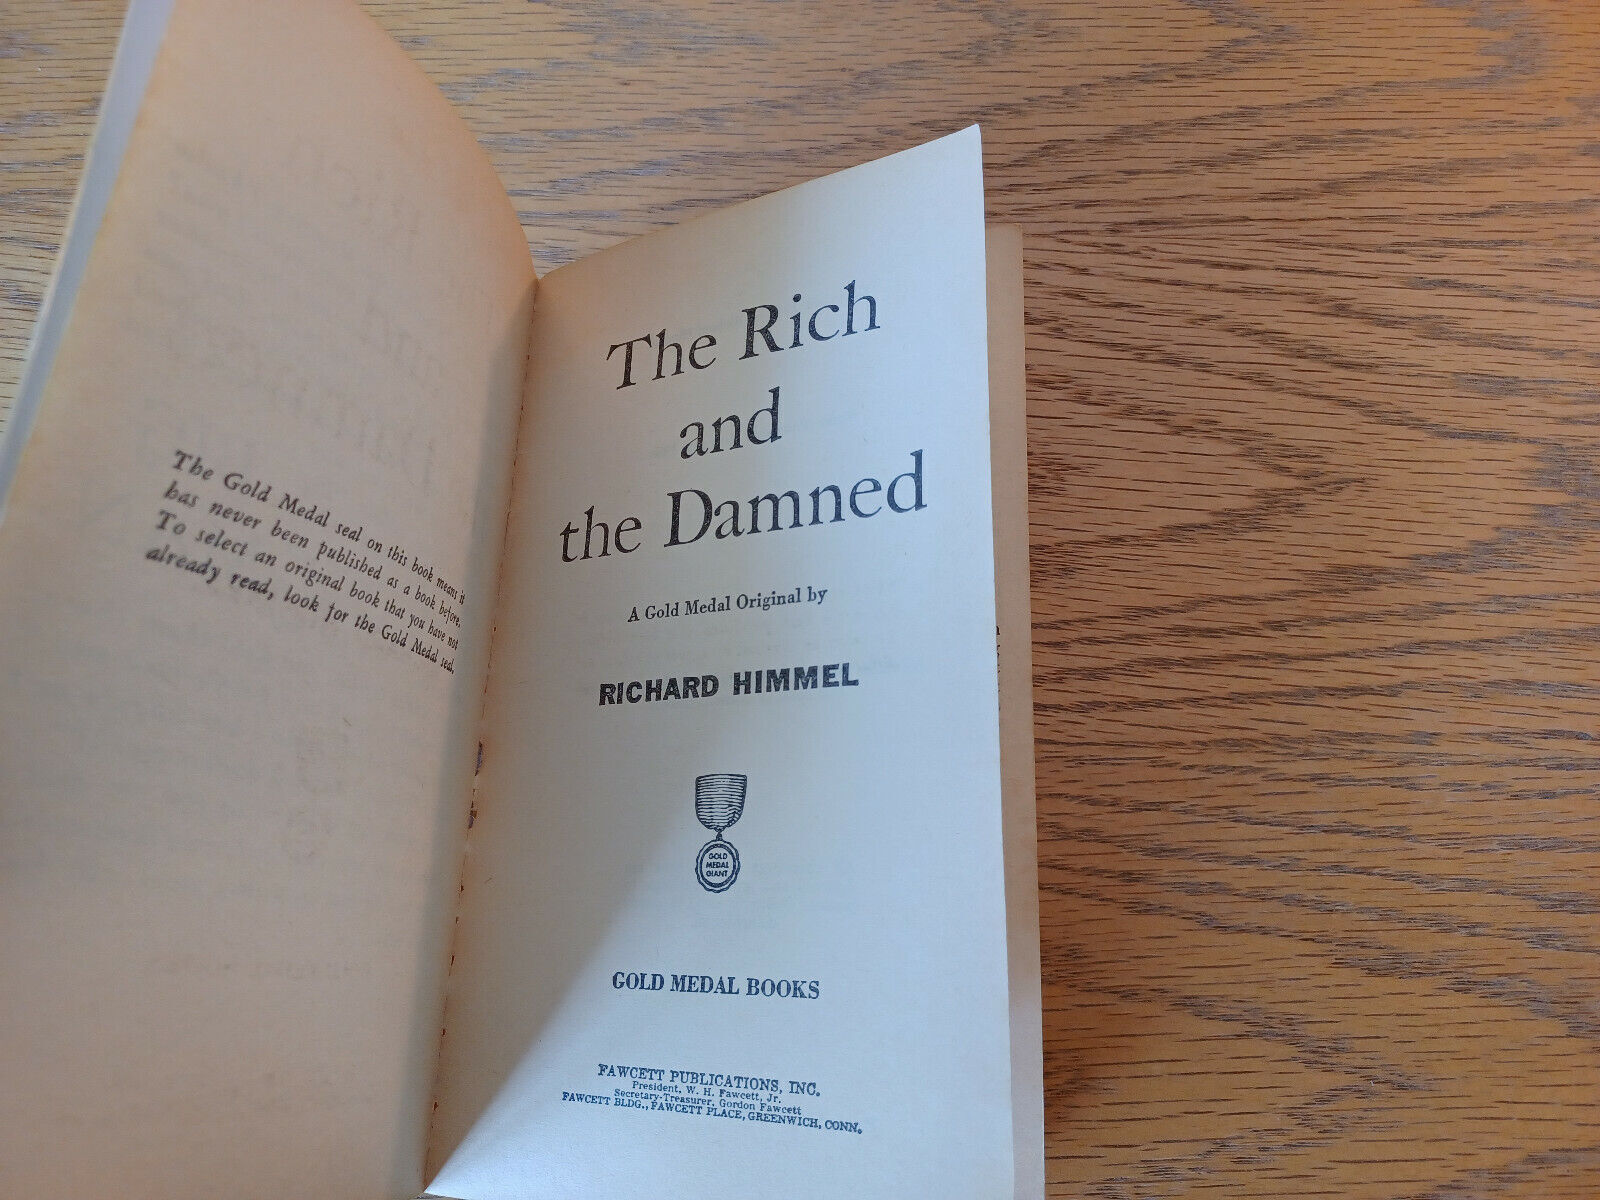 The Gold Medal seal on this book means it
has never been published as a book before.
To select an original book that you have not
already read, look for the Gold Medal seal.
The Rich
and
the Damned
A Gold Medal Original by
RICHARD HIMMEL
GOLD
MEDAL
GIANT
GOLD MEDAL BOOKS
FAWCETT PUBLICATIONS, INC.
President, W. H. Fawcett, Jr.
Secretary-Treasurer, Gordon Fawcett
FAWCETT BLDG., FAWCETT PLACE, GREENWICH, CONN.